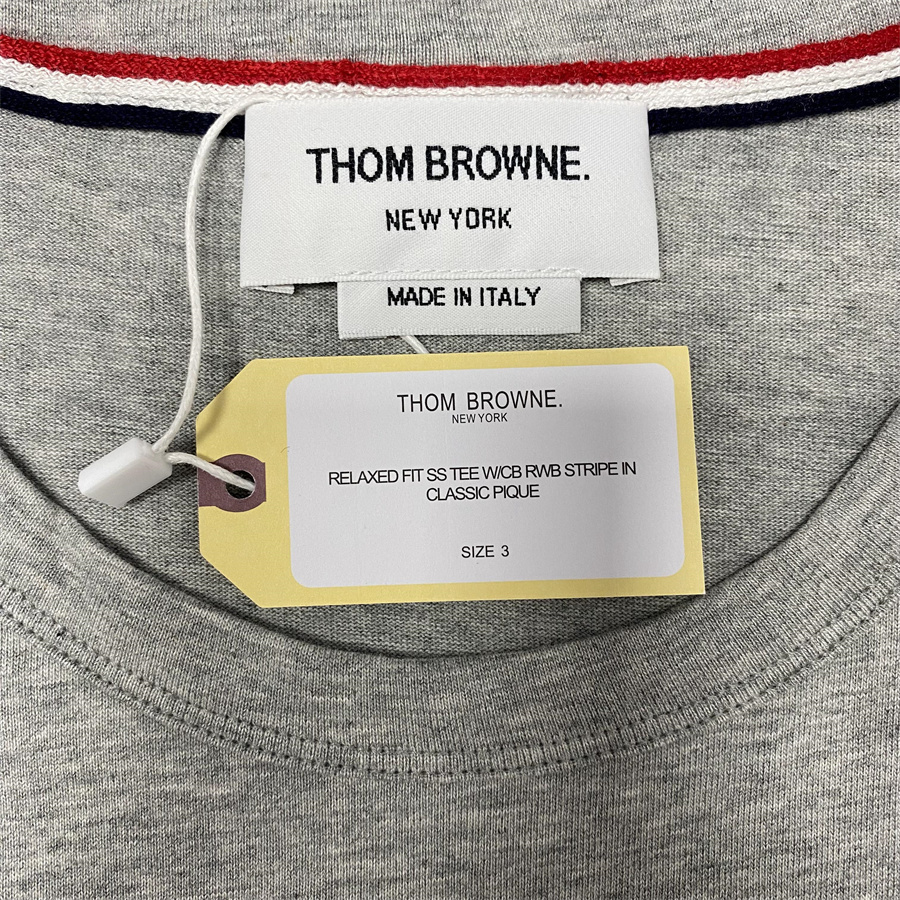 THOM BROWNE.
NEW YORK
MADE IN ITALY
THOM BROWNE.
NEW YORK
RELAXED FIT SS TEE W/CB RWB STRIPE IN
CLASSIC PIQUE
SIZE 3